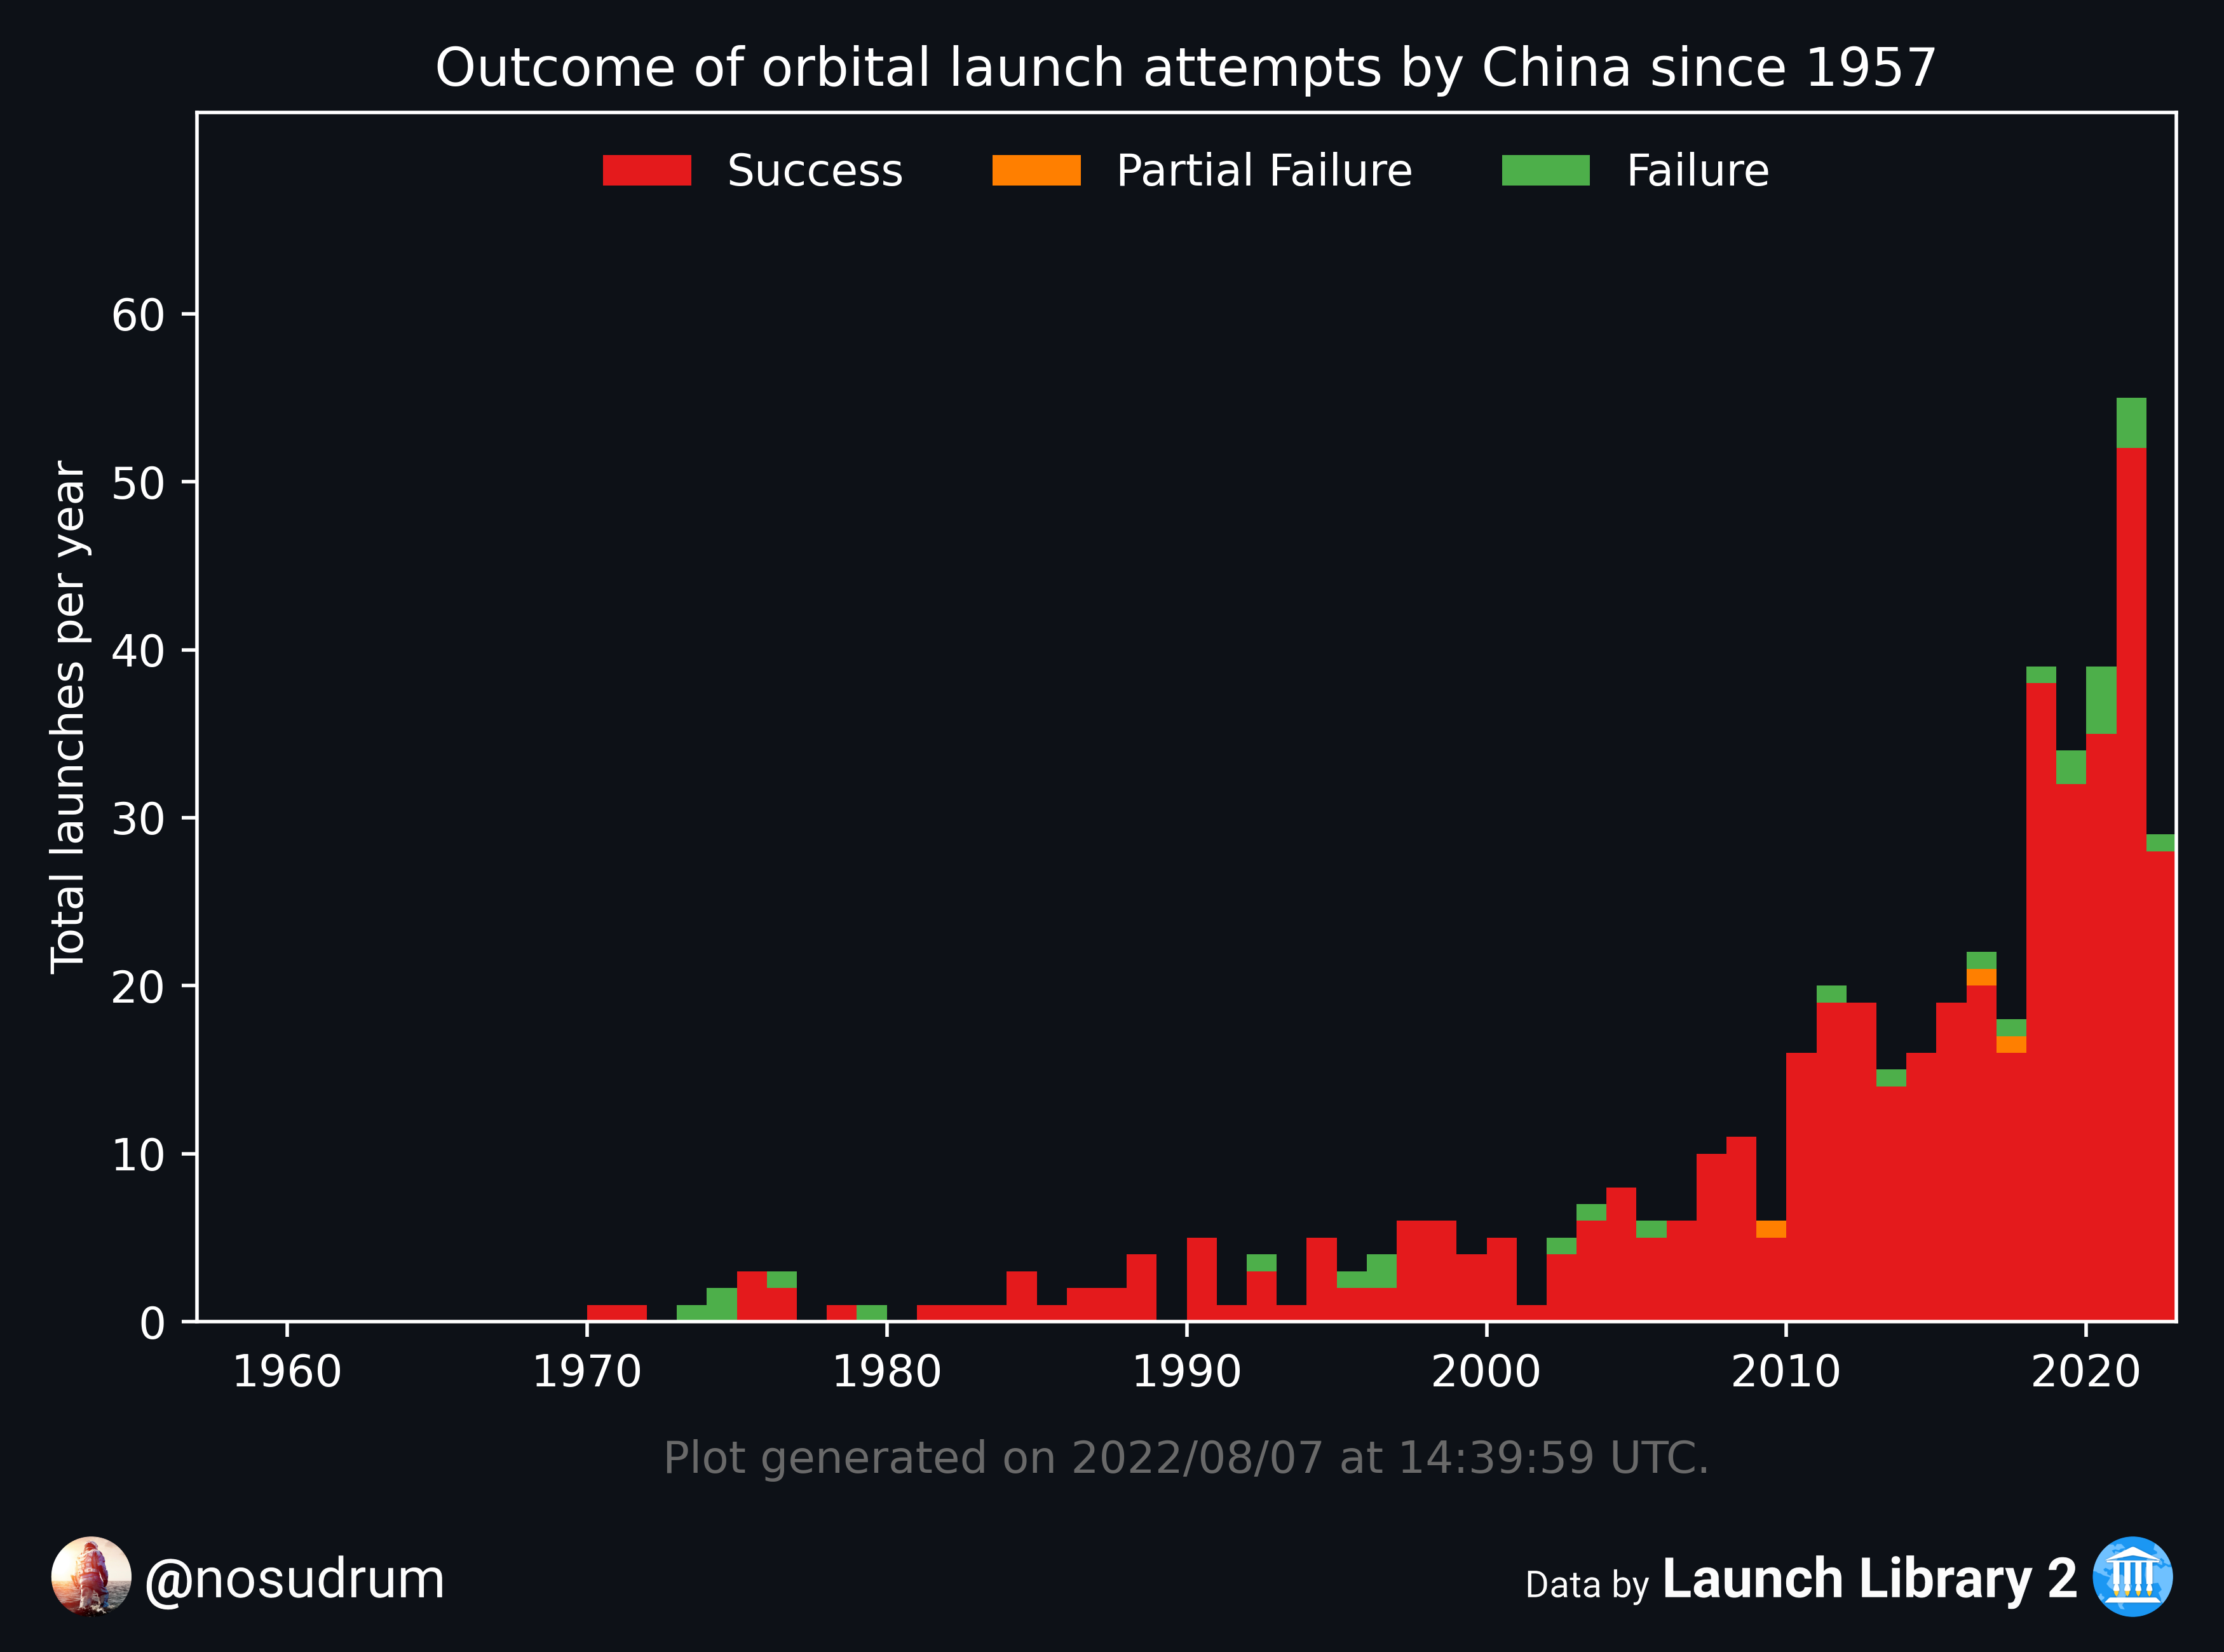 Outcome of orbital launch attempts by China since 1957
Success Partial Failure Failure
Total launches per year
60
50
40
30
20
10
0
1960 1970 1980 1990 2000 2010 2020
Plot generated on 2022/08/07 at 14:39:59 UTC.
@nosudrum
Data by Launch Library 2